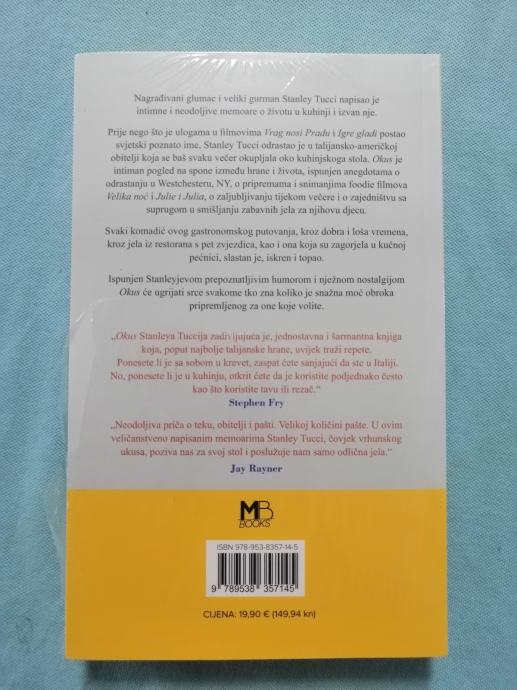 Nagrađivani glumac i veliki gurman Stanley Tucci napisao je
intimne i neodoljive memoare o životu u kuhinji i izvan nje.
Prije nego što je ulogama u filmovima Vrag nosi Pradu i Igre gladi postao
svjetski poznato ime, Stanley Tucci odrastao je u talijansko-američkoj
obitelji koja se baš svaku večer okupljala oko kuhinjskoga stola. Okus je
intiman pogled na spone između hrane i života, ispunjen anegdotama o
odrastanju u Westchesteru, NY, o pripremama i snimanjima foodie filmova
Velika noć i Julie i Julia, o zaljubljivanju tijekom večere i o zajedništvu sa
suprugom u smišljanju zabavnih jela za njihovu djecu.
Svaki komadić ovog gastronomskog putovanja, kroz dobra i loša vremena,
kroz jela iz restorana s pet zvjezdica, kao i ona koja su zagorjela u kućnoj
pećnici, slastan je, iskren i topao.
Ispunjen Stanleyjevom prepoznatljivim humorom i nježnom nostalgijom
Okus će ugrijati srce svakome tko zna koliko je snažna moć obroka
pripremljenog za one koje volite.
„Okus Stanleya Tuccija zadivljujuća je, jednostavna i šarmantna knjiga
koja, poput najbolje talijanske hrane, uvijek traži repete.
Ponesete li je sa sobom u krevet, zaspat ćete sanjajući da ste u Italiji.
No, ponesete li je u kuhinju, otkrit ćete da je koristite podjednako često
kao što koristite tavu ili rezač.“
Stephen Fry
„Neodoljiva priča o teku, obitelji i pašti. Velikoj količini pašte. U ovim
veličanstveno napisanim memoarima Stanley Tucci, čovjek vrhunskog
ukusa, poziva nas za svoj stol i poslužuje nam samo odlična jela.“
Jay Rayner
MB
BOOKS
ISBN 978-953-8357-14-5
9 789538 357145
CIJENA: 19,90 € (149,94 kn)